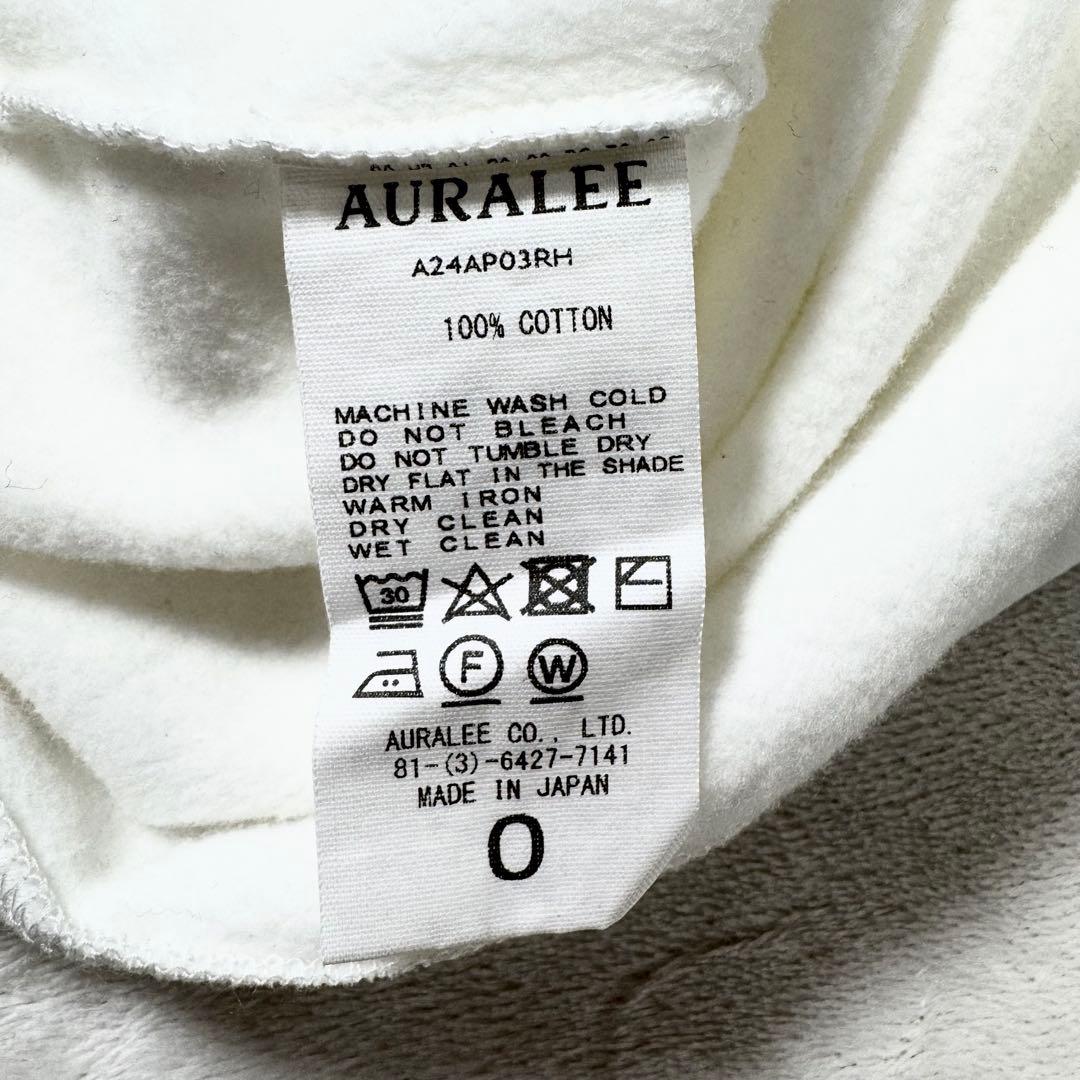 AURALEE
A24AP03RH
100% COTTON
MACHINE WASH COLD
DO NOT BLEACH
DO NOT TUMBLE DRY
DRY FLAT IN THE SHADE
WARM IRON
DRY CLEAN
WET CLEAN
30
F W
AURALEE CO., LTD.
81-(3)-6427-7141
MADE IN JAPAN
0